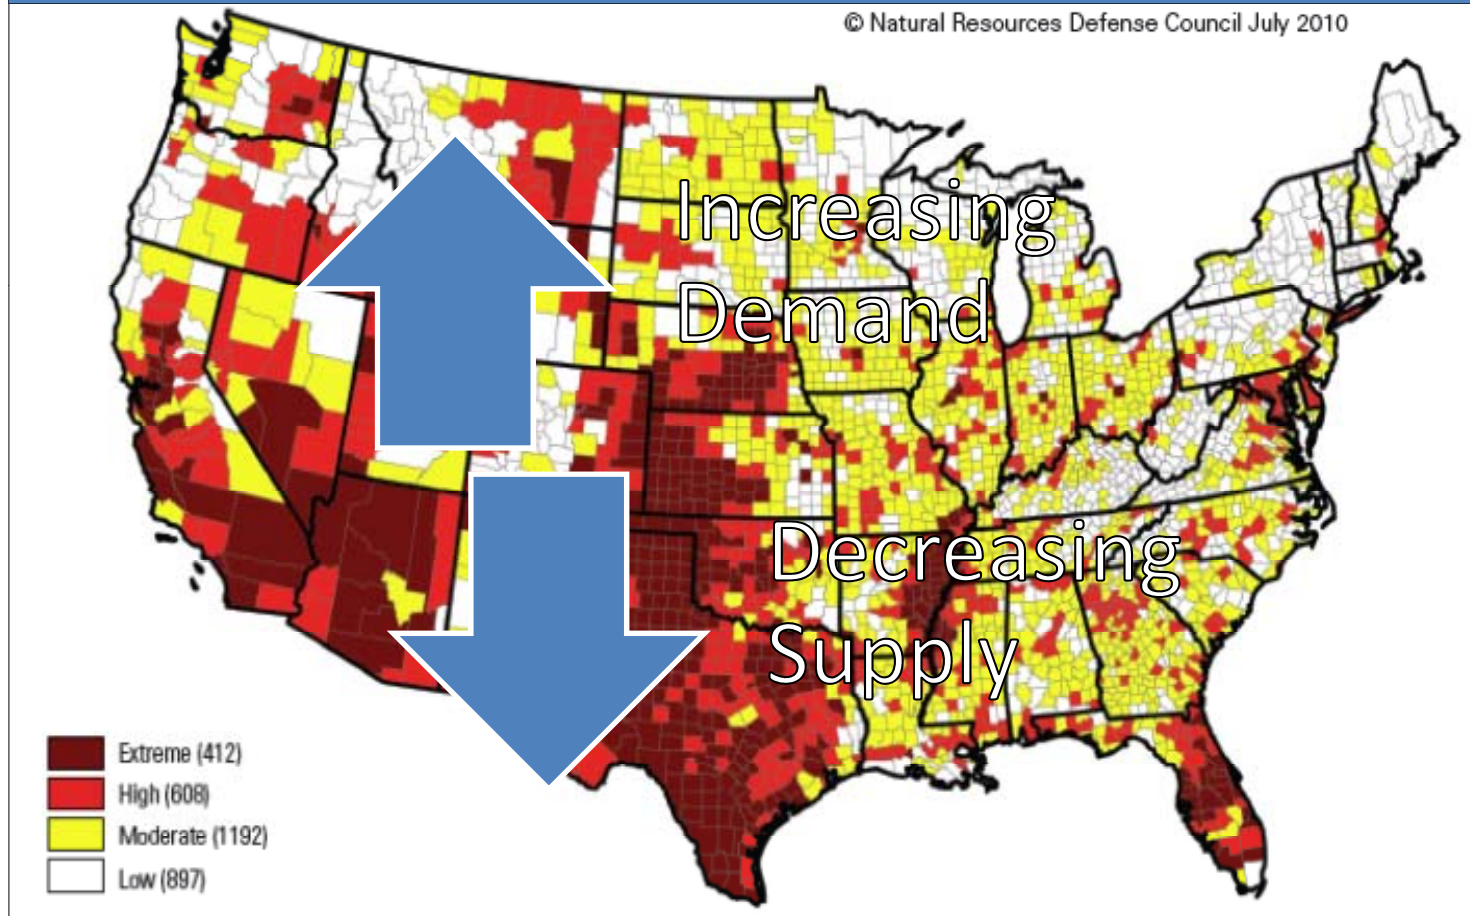 © Natural Resources Defense Council July 2010
Increasing
Demand
Decreasing
Supply
Extreme (412)
High (608)
Moderate (1192)
Low (897)